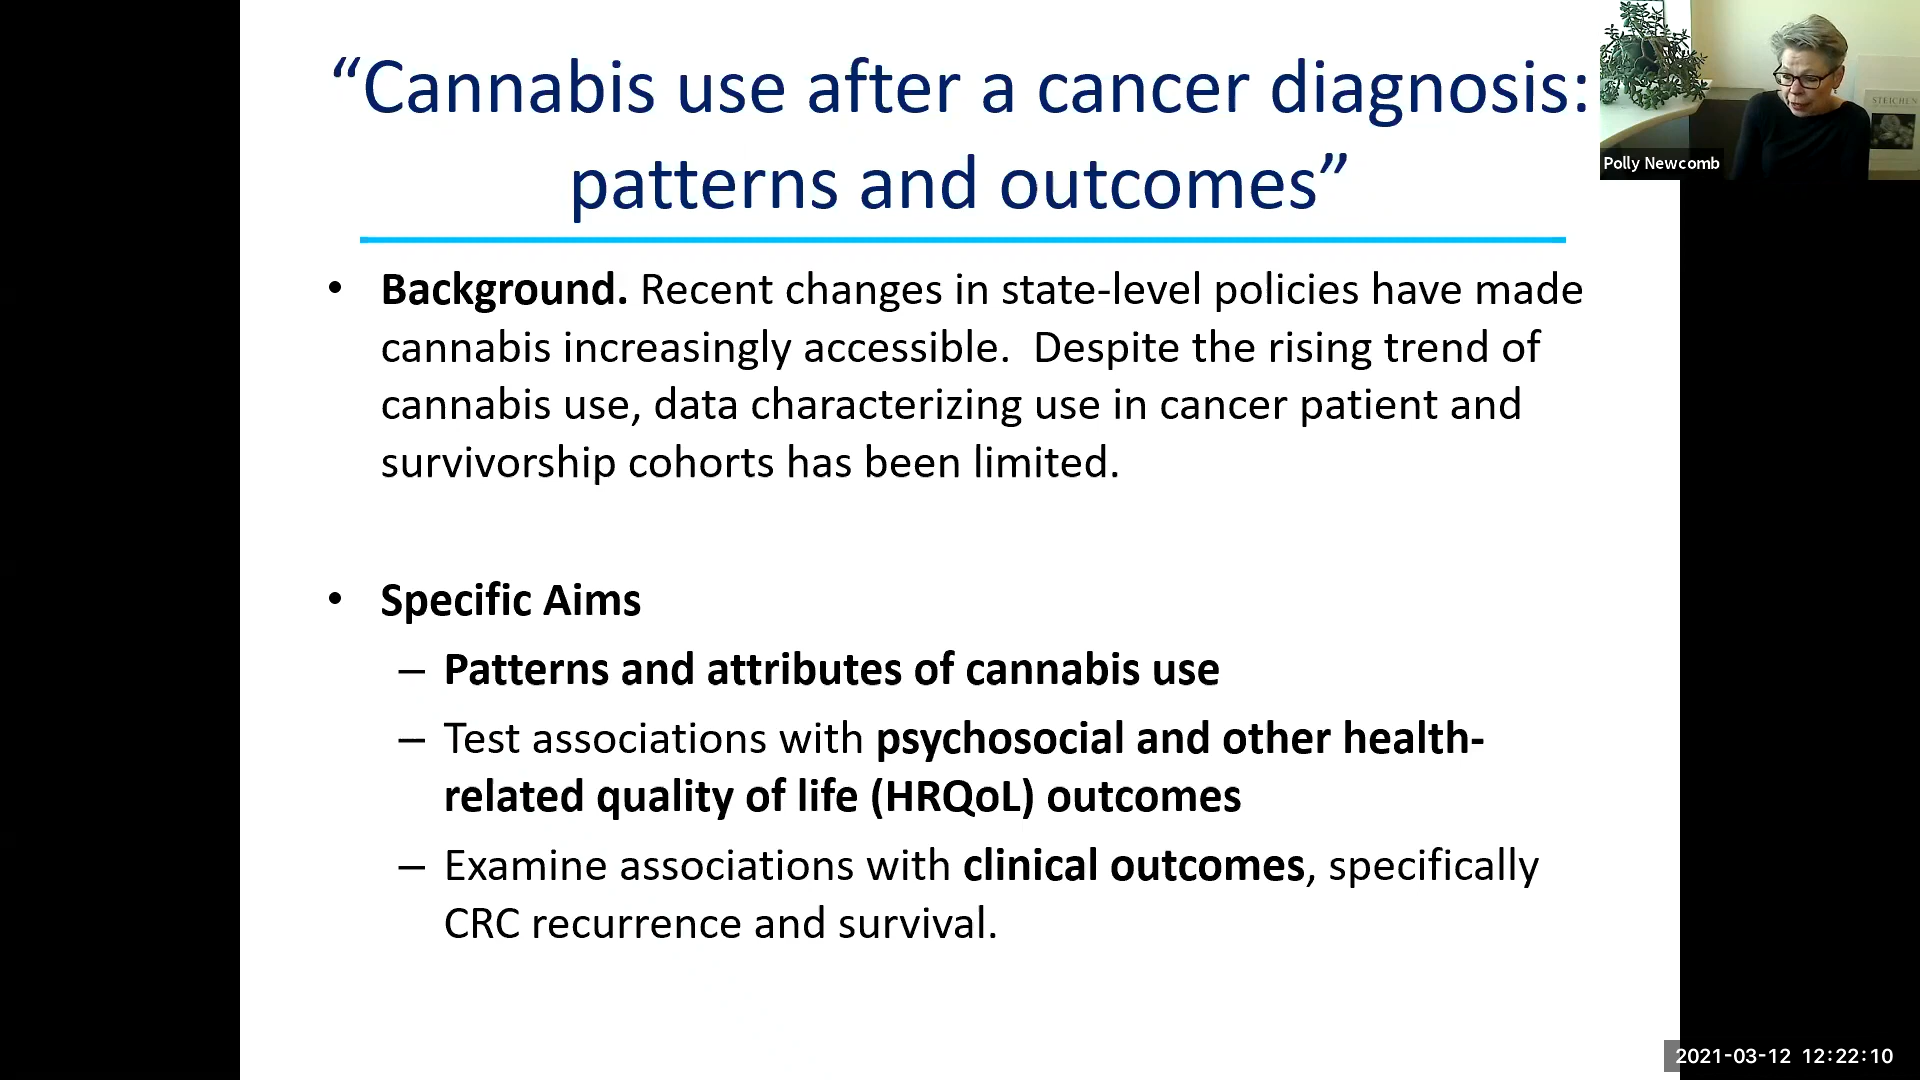 “Cannabis use after a cancer diagnosis:
patterns and outcomes”
STEICHEN
Polly Newcomb
• Background. Recent changes in state-level policies have made
cannabis increasingly accessible.  Despite the rising trend of
cannabis use, data characterizing use in cancer patient and
survivorship cohorts has been limited.
• Specific Aims
– Patterns and attributes of cannabis use
– Test associations with psychosocial and other health-
related quality of life (HRQoL) outcomes
– Examine associations with clinical outcomes, specifically
CRC recurrence and survival.
2021-03-12 12:22:10